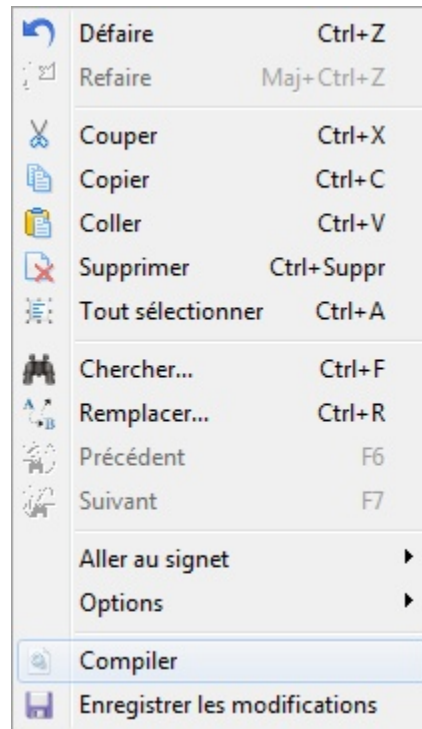 Défaire Ctrl+Z
Refaire Maj+Ctrl+Z
Couper Ctrl+X
Copier Ctrl+C
Coller Ctrl+V
Supprimer Ctrl+Suppr
Tout sélectionner Ctrl+A
Chercher... Ctrl+F
Remplacer... Ctrl+R
Précédent F6
Suivant F7
Aller au signet
Options
Compiler
Enregistrer les modifications